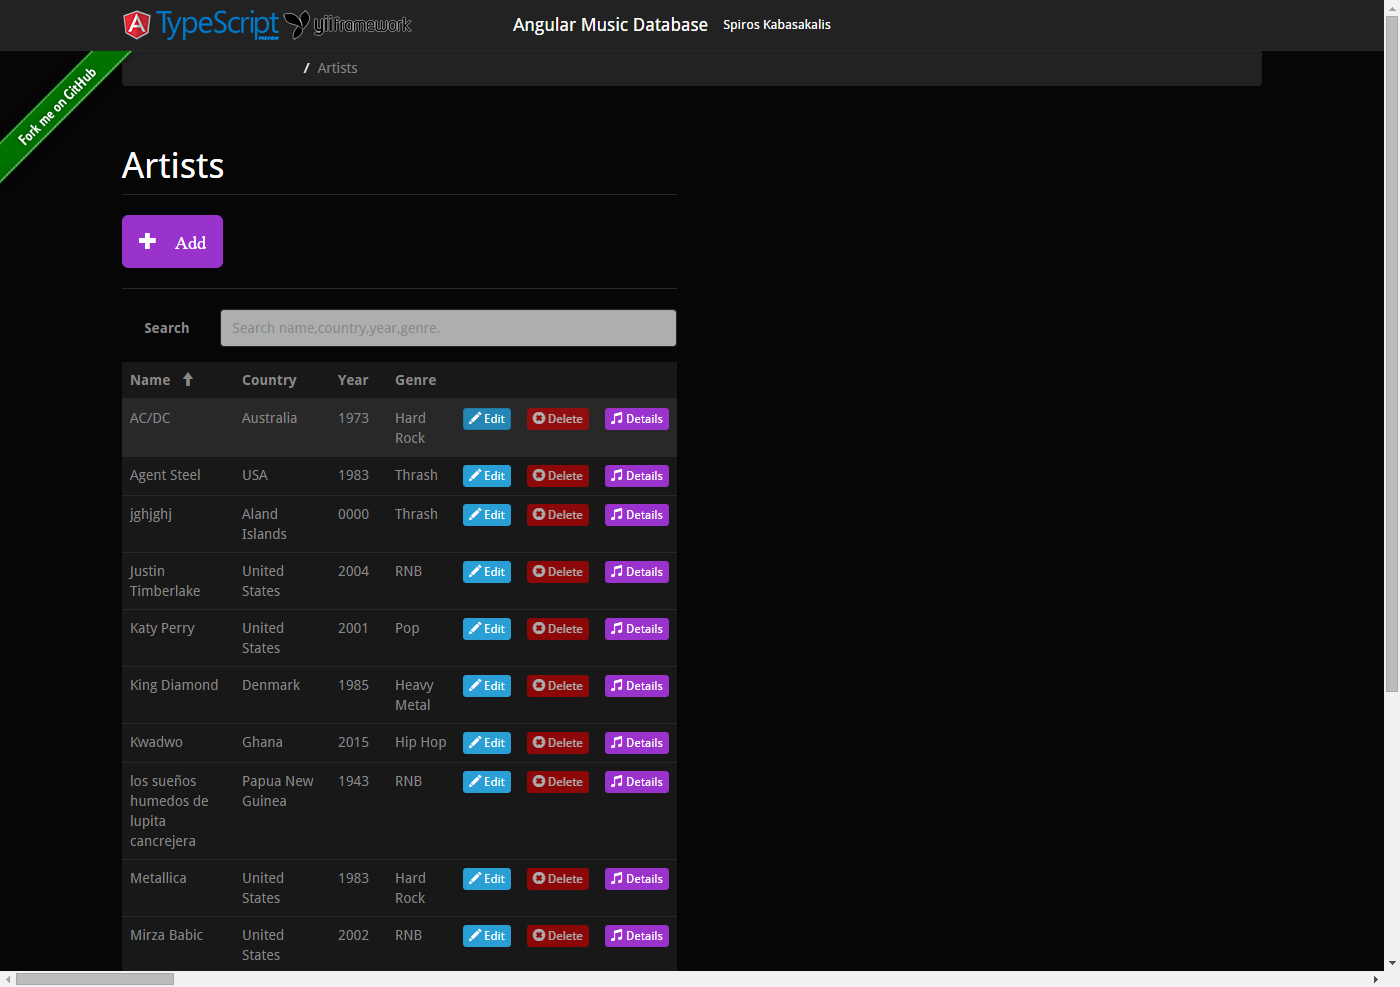 TypeScript
PREVIEW
yiiframework
Angular Music Database Spiros Kabasakalis
Fork me on GitHub
/ Artists
Artists
Add
Search Search name,country,year,genre.
Name Country Year Genre
AC/DC Australia 1973 Hard Rock Edit Delete Details
Agent Steel USA 1983 Thrash Edit Delete Details
jghjghj Aland Islands 0000 Thrash Edit Delete Details
Justin Timberlake United States 2004 RNB Edit Delete Details
Katy Perry United States 2001 Pop Edit Delete Details
King Diamond Denmark 1985 Heavy Metal Edit Delete Details
Kwadwo Ghana 2015 Hip Hop Edit Delete Details
los sueños humedos de lupita cancrejera Papua New Guinea 1943 RNB Edit Delete Details
Metallica United States 1983 Hard Rock Edit Delete Details
Mirza Babic United States 2002 RNB Edit Delete Details